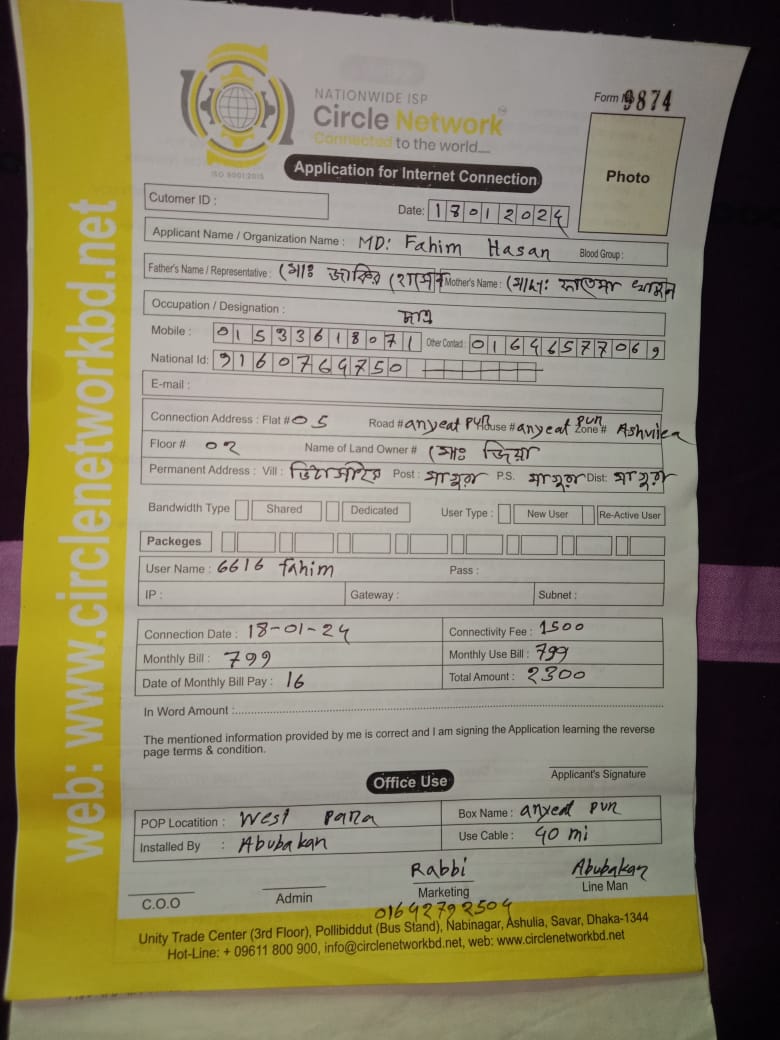 NATIONWIDE ISP
Circle Network
Connected to the world...
ISO 9001:2015
Form 9874
Photo
Application for Internet Connection
Cutomer ID :
Date: 18012024
Applicant Name / Organization Name : MD: Fahim Hasan Blood Group :
Father's Name / Representative : মোঃ জাকির হোসেন Mother's Name : মোছাঃ ফাতেমা খাতুন
Occupation / Designation : ছাত্র
Mobile : 01533618071 Other Contact : 01646577069
National Id: 9160764750
E-mail :
Connection Address : Flat # 05 Road # anyeat pun House # anyeat pun Zone #
Floor # 02 Name of Land Owner # মোঃ জিয়া
Permanent Address : Vill : Post : P.S. Dist:
Bandwidth Type Shared Dedicated User Type : New User Re-Active User
Packeges
User Name : 6616 fahim Pass :
IP : Gateway : Subnet :
Connection Date : 18-01-24 Connectivity Fee : 1500
Monthly Bill : 799 Monthly Use Bill : 799
Date of Monthly Bill Pay : 16 Total Amount : 2300
In Word Amount :
The mentioned information provided by me is correct and I am signing the Application learning the reverse
page terms & condition.
Applicant's Signature
Office Use
POP Locatition : West para Box Name : anyeat pun
Installed By : Abubakan Use Cable : 40 mi
Rabbi Abubakan
C.O.O Admin Marketing Line Man
01642792504
Unity Trade Center (3rd Floor), Pollibiddut (Bus Stand), Nabinagar, Ashulia, Savar, Dhaka-1344
Hot-Line: + 09611 800 900, info@circlenetworkbd.net, web: www.circlenetworkbd.net
web: www.circlenetworkbd.net